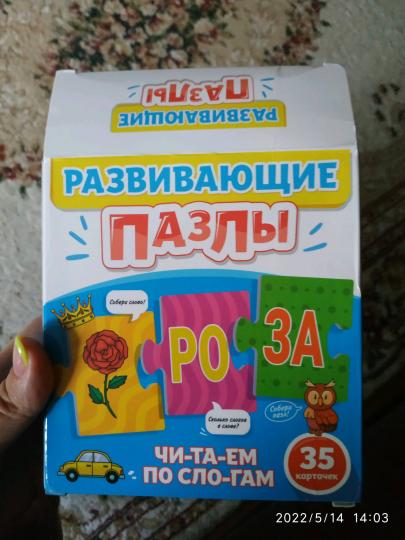 РАЗВИВАЮЩИЕ
ПАЗЛЫ
РАЗВИВАЮЩИЕ
ПАЗЛЫ
Собери слово!
РО
ЗА
Сколько слогов
в слове?
Собери
пазл!
ЧИ-ТА-ЕМ
ПО СЛО-ГАМ
35
карточек
2022/5/14 14:03